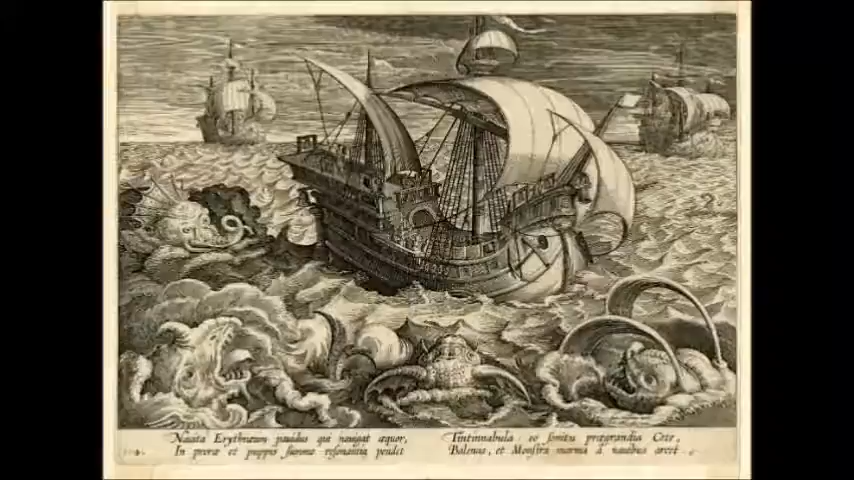 Nauta Erythræum pavidus qui navigat æquor,
In proræ et puppis summo resonantia pendet
Tintinnabula: eo sonitu prægrandia Cete,
Balenas, et Monstra marina à navibus arcet.